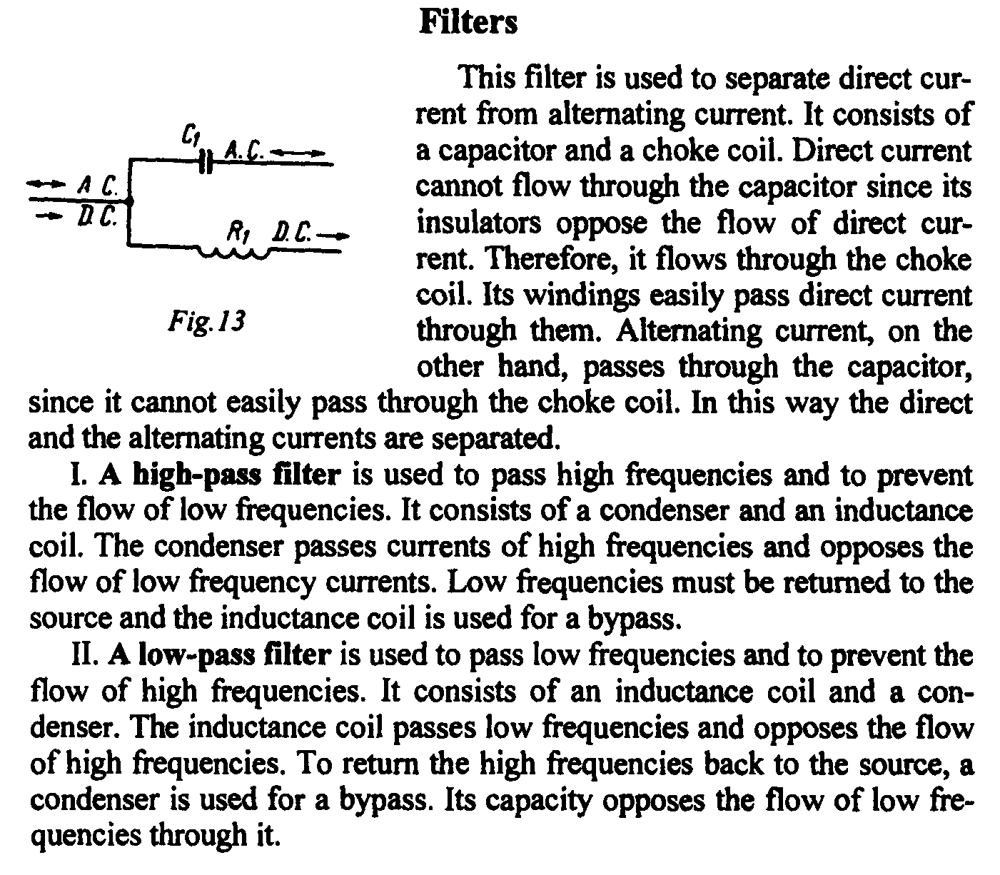 Filters
This filter is used to separate direct cur-
rent from alternating current. It consists of
a capacitor and a choke coil. Direct current
cannot flow through the capacitor since its
insulators oppose the flow of direct cur-
rent. Therefore, it flows through the choke
coil. Its windings easily pass direct current
through them. Alternating current, on the
other hand, passes through the capacitor,
C1
A.C.
A C.
D.C.
R1 D.C.
Fig.13
since it cannot easily pass through the choke coil. In this way the direct
and the alternating currents are separated.
I. A high-pass filter is used to pass high frequencies and to prevent
the flow of low frequencies. It consists of a condenser and an inductance
coil. The condenser passes currents of high frequencies and opposes the
flow of low frequency currents. Low frequencies must be returned to the
source and the inductance coil is used for a bypass.
II. A low-pass filter is used to pass low frequencies and to prevent the
flow of high frequencies. It consists of an inductance coil and a con-
denser. The inductance coil passes low frequencies and opposes the flow
of high frequencies. To return the high frequencies back to the source, a
condenser is used for a bypass. Its capacity opposes the flow of low fre-
quencies through it.